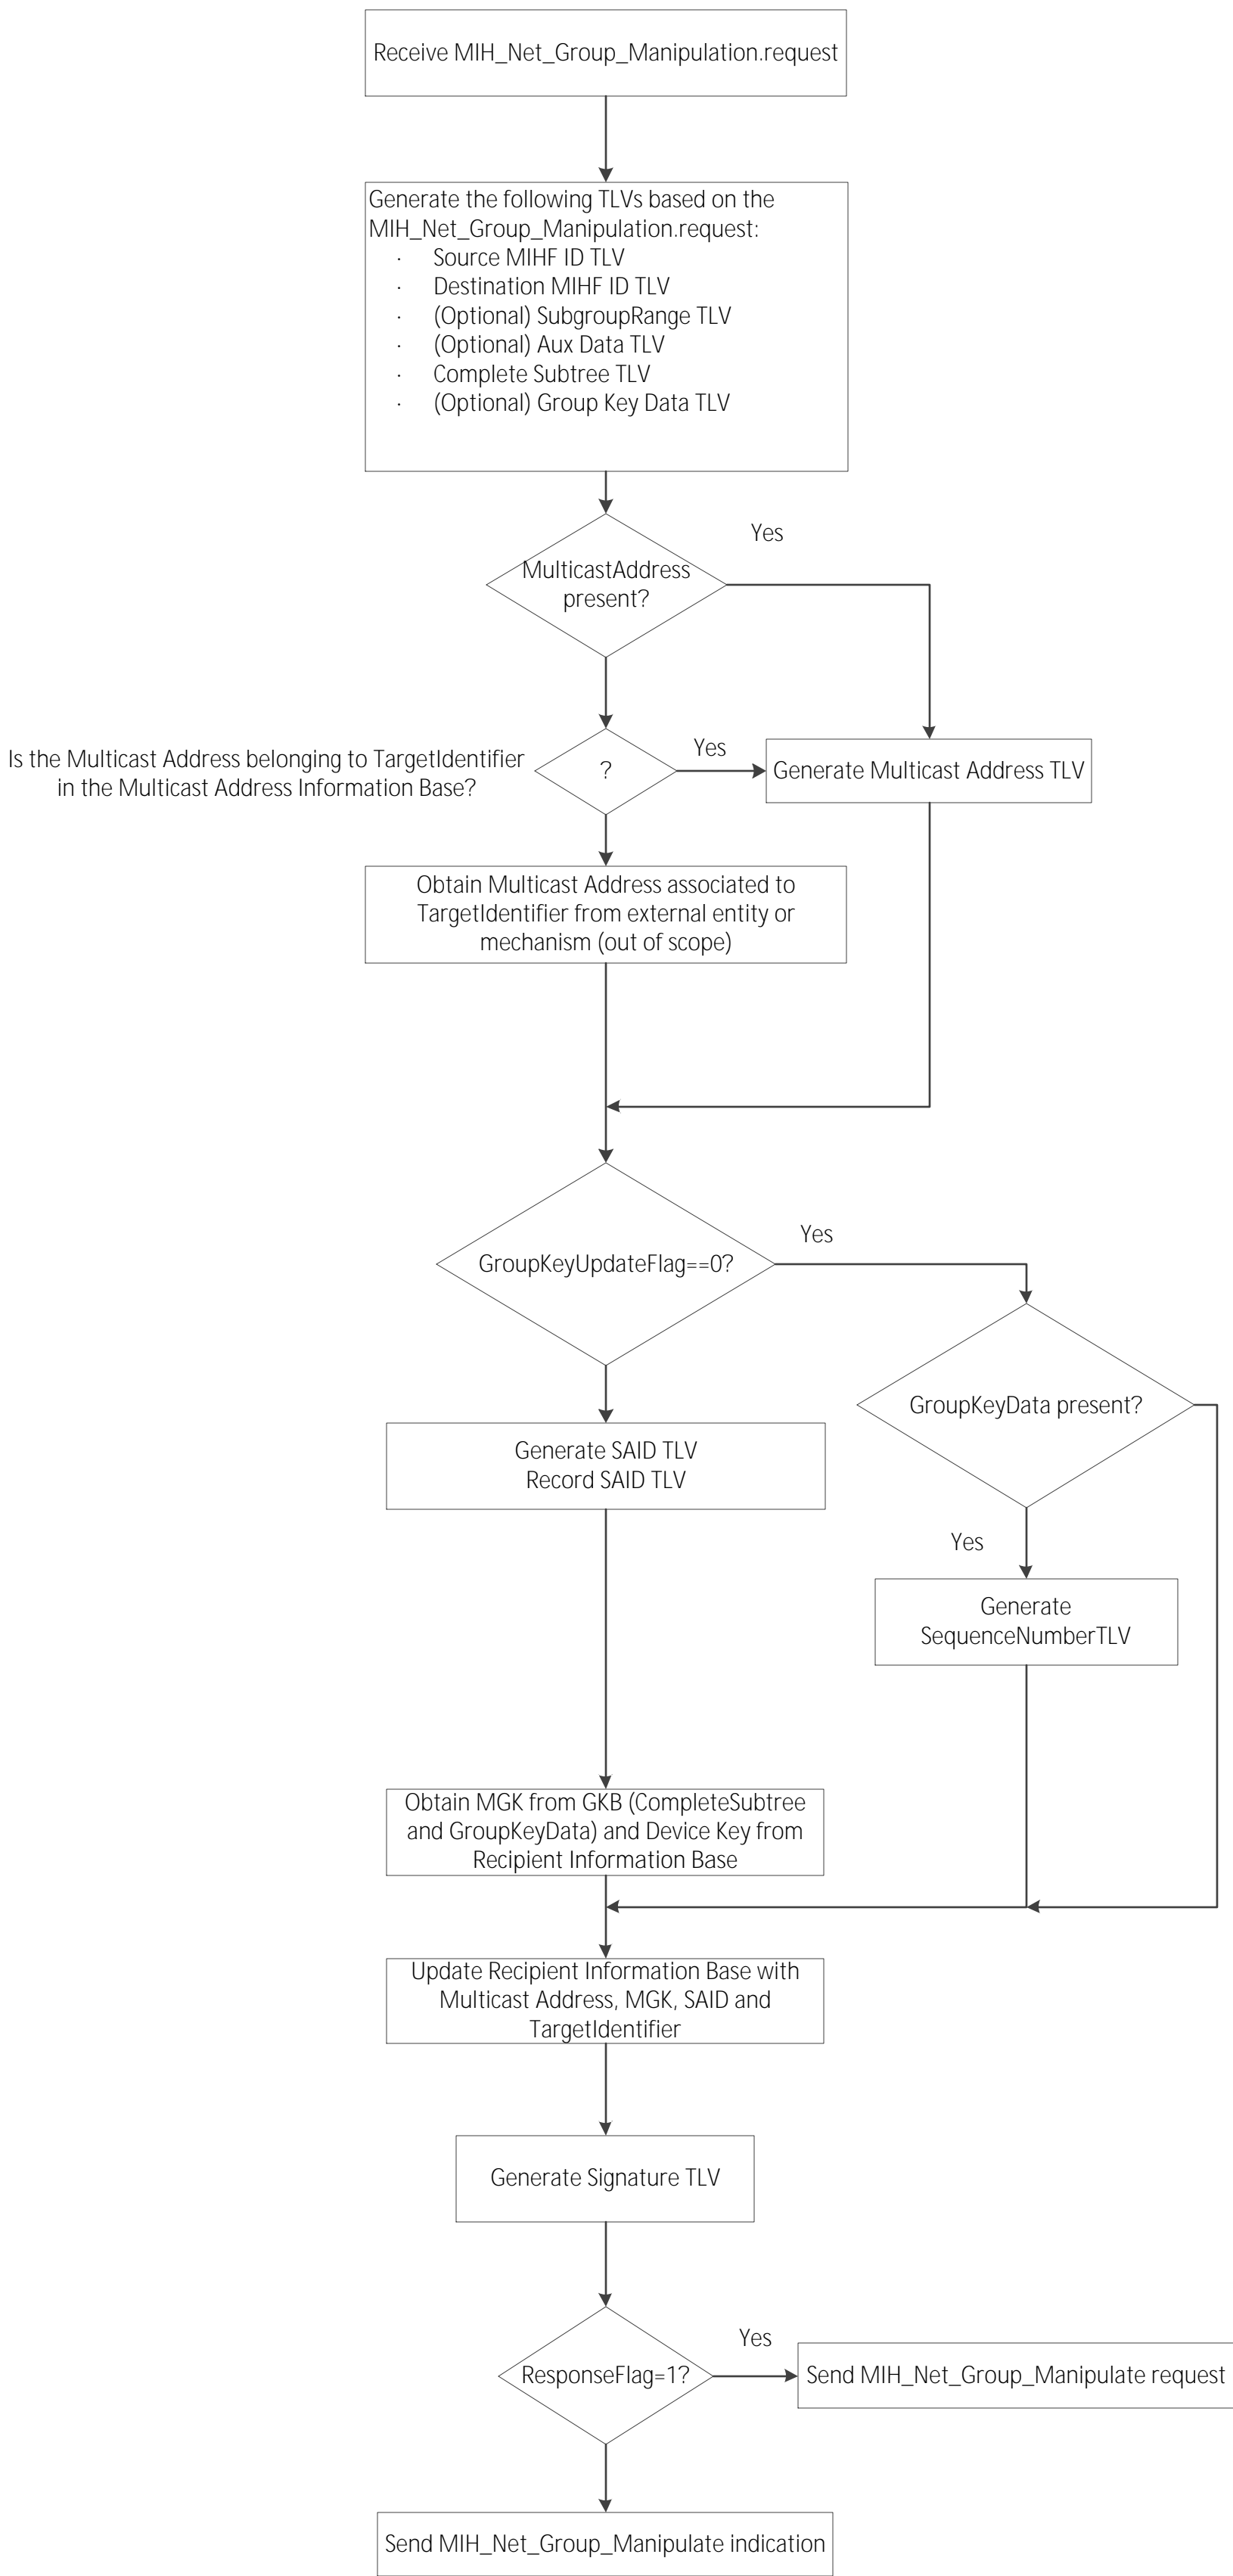 Receive MIH_Net_Group_Manipulation.request
Generate the following TLVs based on the
MIH_Net_Group_Manipulation.request:
· Source MIHF ID TLV
· Destination MIHF ID TLV
· (Optional) SubgroupRange TLV
· (Optional) Aux Data TLV
· Complete Subtree TLV
· (Optional) Group Key Data TLV
Yes
MulticastAddress
present?
Is the Multicast Address belonging to TargetIdentifier
in the Multicast Address Information Base?
?
Yes
Generate Multicast Address TLV
Obtain Multicast Address associated to
TargetIdentifier from external entity or
mechanism (out of scope)
Yes
GroupKeyUpdateFlag==0?
GroupKeyData present?
Generate SAID TLV
Record SAID TLV
Yes
Generate
SequenceNumberTLV
Obtain MGK from GKB (CompleteSubtree
and GroupKeyData) and Device Key from
Recipient Information Base
Update Recipient Information Base with
Multicast Address, MGK, SAID and
TargetIdentifier
Generate Signature TLV
Yes
ResponseFlag=1?
Send MIH_Net_Group_Manipulate request
Send MIH_Net_Group_Manipulate indication